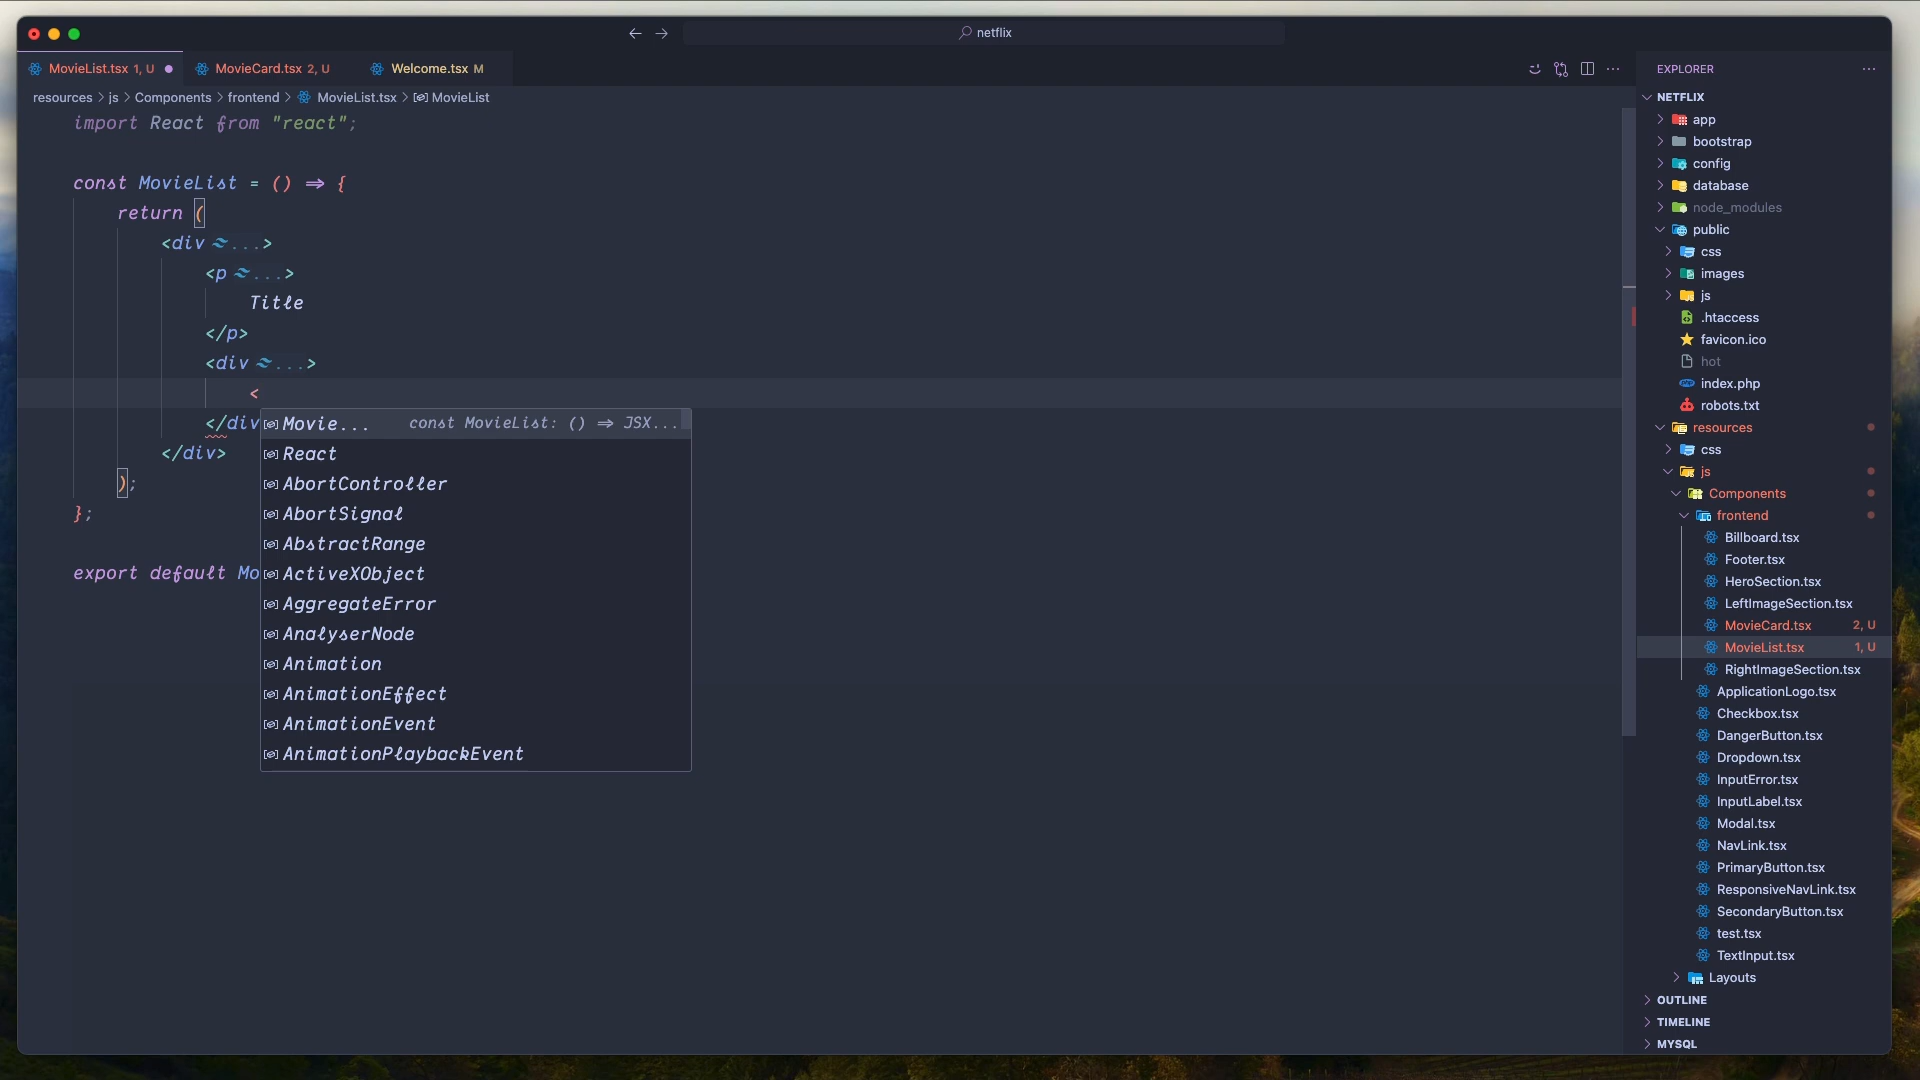 netflix
MovieList.tsx 1, U
MovieCard.tsx 2, U
Welcome.tsx M
EXPLORER
resources > js > Components > frontend > MovieList.tsx > MovieList
import React from "react";
const MovieList = () => {
return (
<div ...>
<p ...>
Title
</p>
<div ...>
<
</div
</div>
);
};
export default Mo
Movie... const MovieList: () => JSX...
React
AbortController
AbortSignal
AbstractRange
ActiveXObject
AggregateError
AnalyserNode
Animation
AnimationEffect
AnimationEvent
AnimationPlaybackEvent
NETFLIX
app
bootstrap
config
database
node_modules
public
css
images
js
.htaccess
favicon.ico
hot
index.php
robots.txt
resources
css
js
Components
frontend
Billboard.tsx
Footer.tsx
HeroSection.tsx
LeftImageSection.tsx
MovieCard.tsx 2, U
MovieList.tsx 1, U
RightImageSection.tsx
ApplicationLogo.tsx
Checkbox.tsx
DangerButton.tsx
Dropdown.tsx
InputError.tsx
InputLabel.tsx
Modal.tsx
NavLink.tsx
PrimaryButton.tsx
ResponsiveNavLink.tsx
SecondaryButton.tsx
test.tsx
TextInput.tsx
Layouts
OUTLINE
TIMELINE
MYSQL